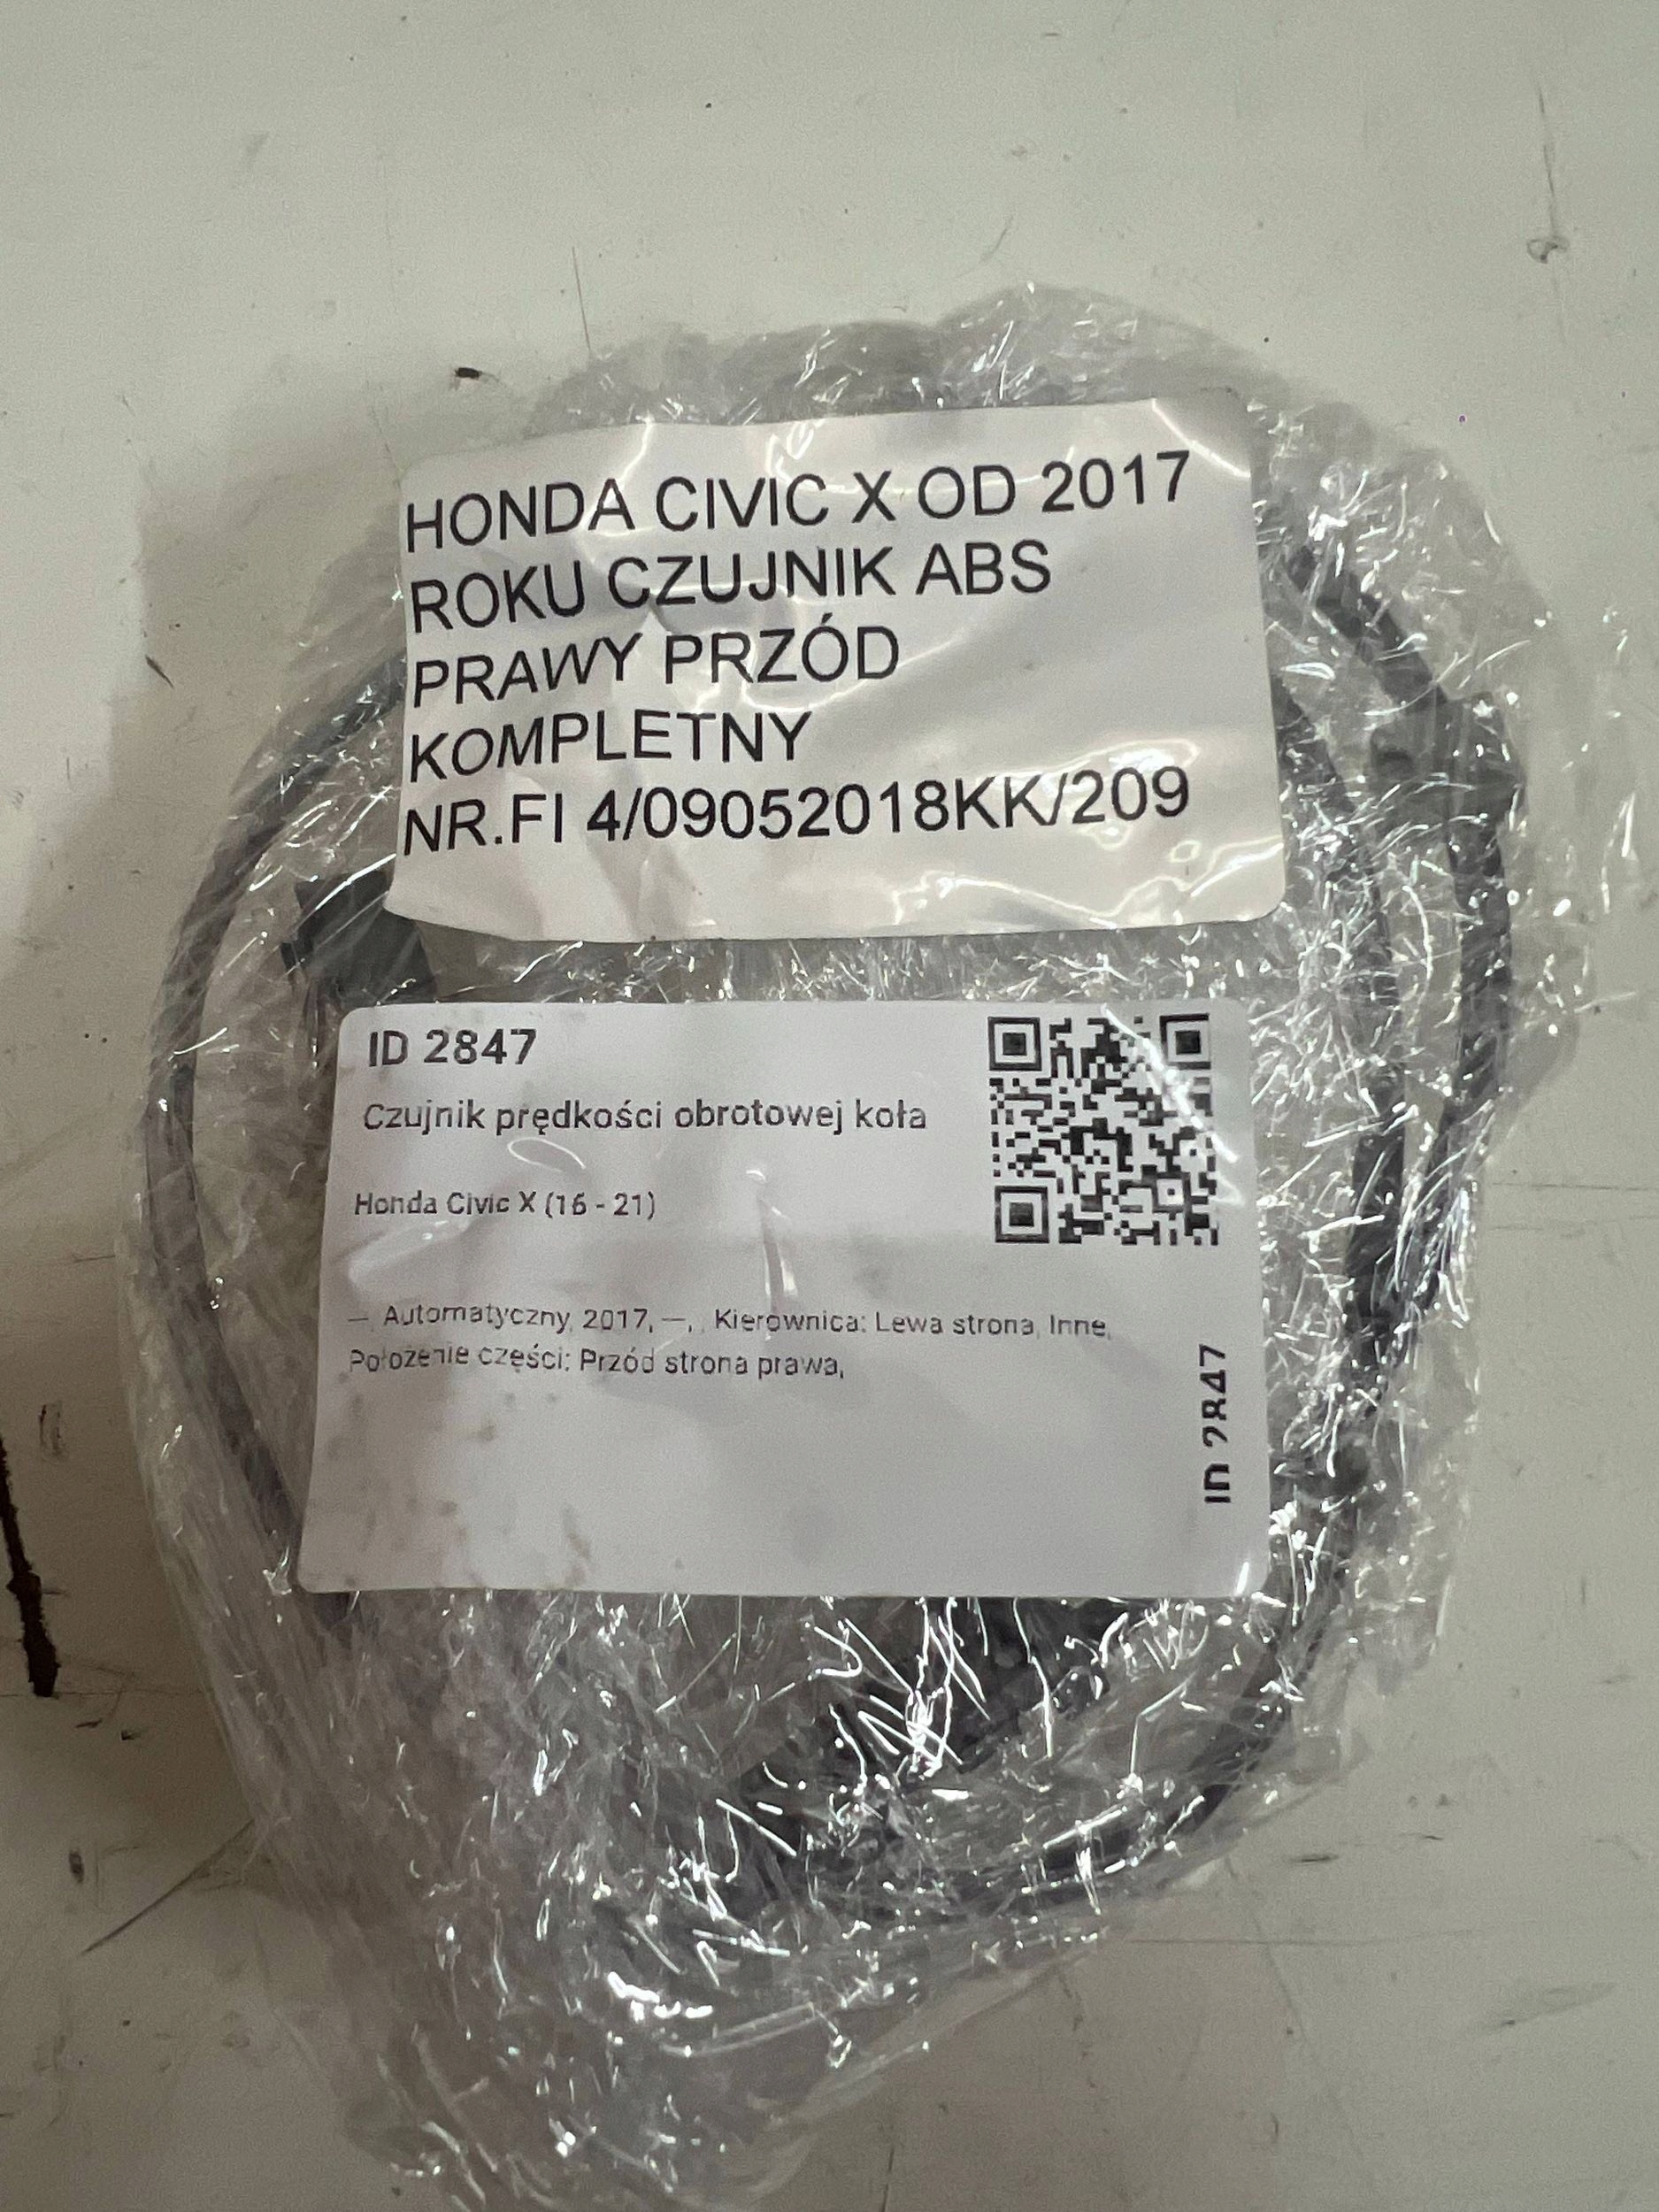 HONDA CIVIC X OD 2017
ROKU CZUJNIK ABS
PRAWY PRZÓD
KOMPLETNY
NR.FI 4/09052018KK/209
ID 2847
Czujnik prędkości obrotowej koła
Honda Civic X (16 - 21)
—, Automatyczny, 2017, —, , Kierownica: Lewa strona, Inne,
Położenie części: Przód strona prawa,
ID 2847